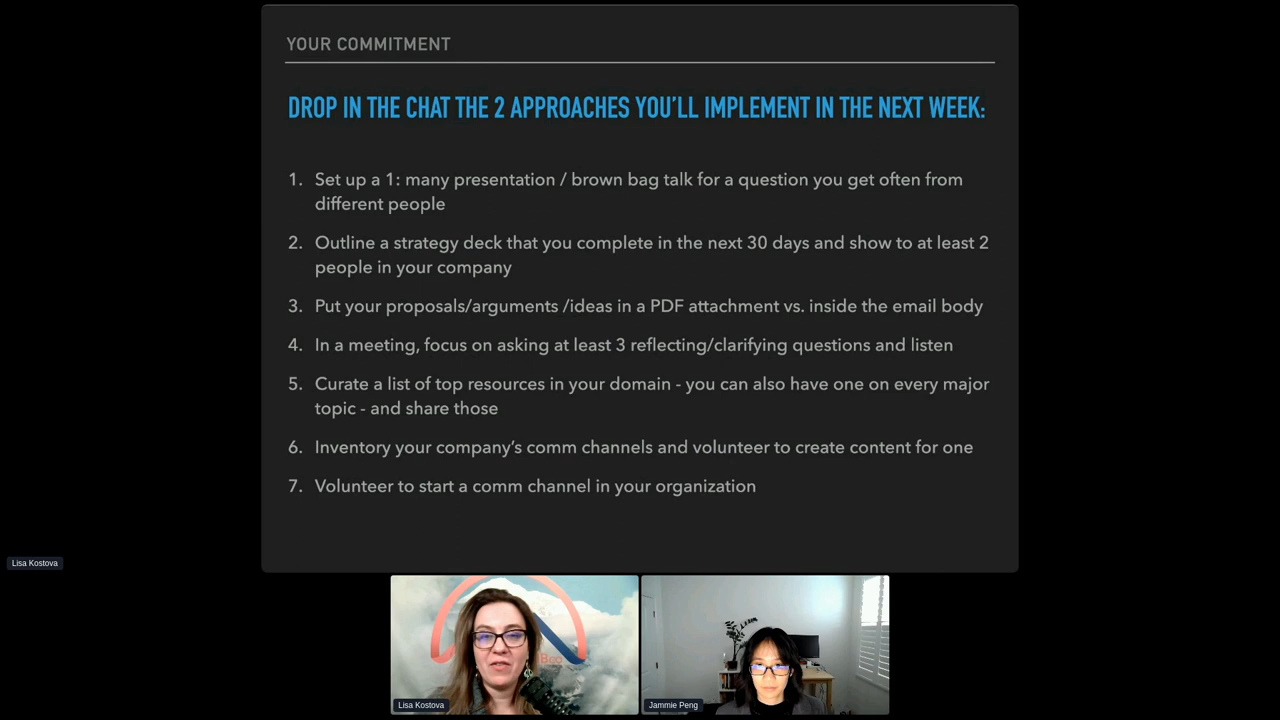 YOUR COMMITMENT
DROP IN THE CHAT THE 2 APPROACHES YOU'LL IMPLEMENT IN THE NEXT WEEK:
1. Set up a 1: many presentation / brown bag talk for a question you get often from
different people
2. Outline a strategy deck that you complete in the next 30 days and show to at least 2
people in your company
3. Put your proposals/arguments /ideas in a PDF attachment vs. inside the email body
4. In a meeting, focus on asking at least 3 reflecting/clarifying questions and listen
5. Curate a list of top resources in your domain - you can also have one on every major
topic - and share those
6. Inventory your company's comm channels and volunteer to create content for one
7. Volunteer to start a comm channel in your organization
Lisa Kostova
Lisa Kostova
Jammie Peng